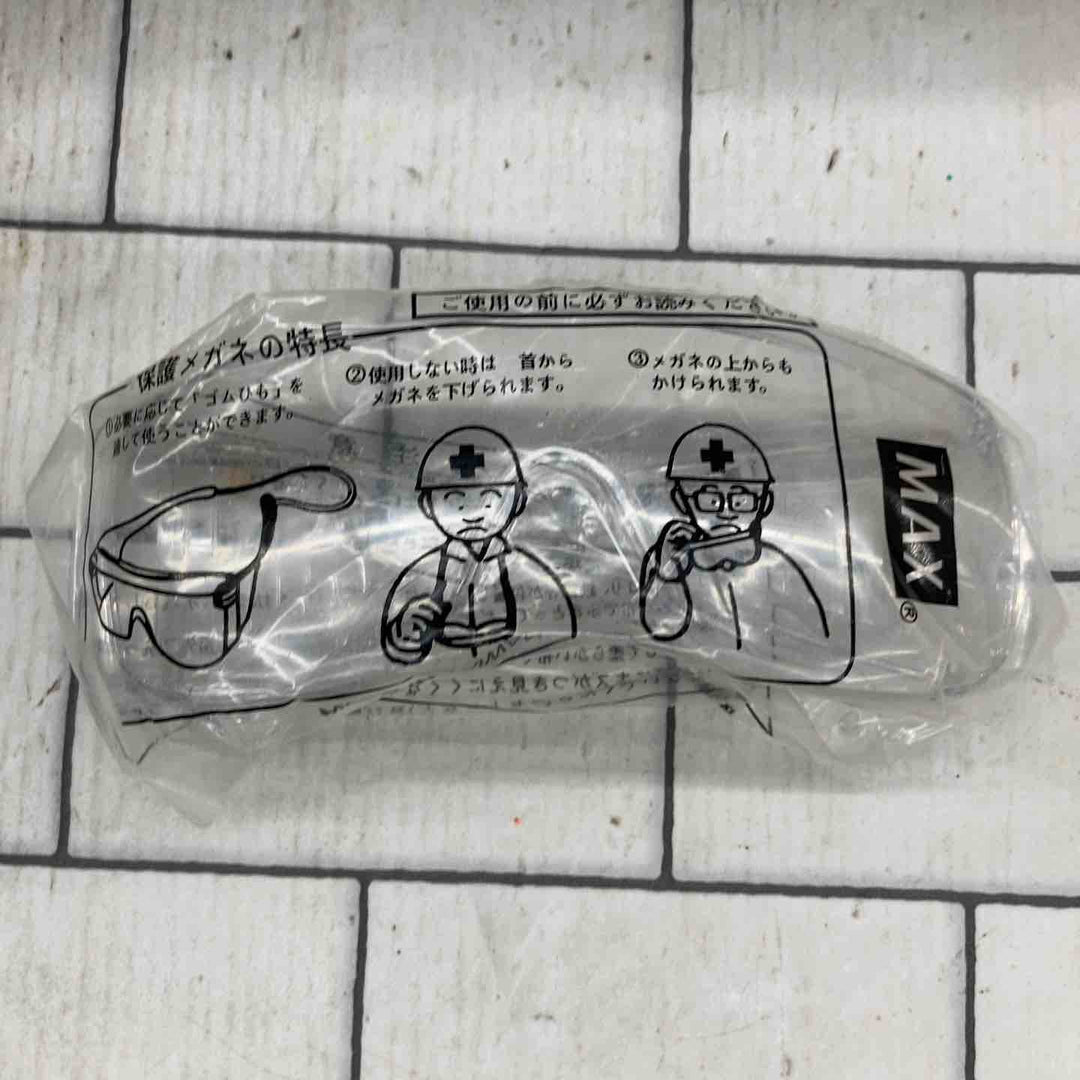 ご使用の前に必ずお読みください。
保護メガネの特長
①必要に応じて「ゴムひも」を
通して使うことができます。
②使用しない時は 首から
メガネを下げられます。
③メガネの上からも
かけられます。
MAX®